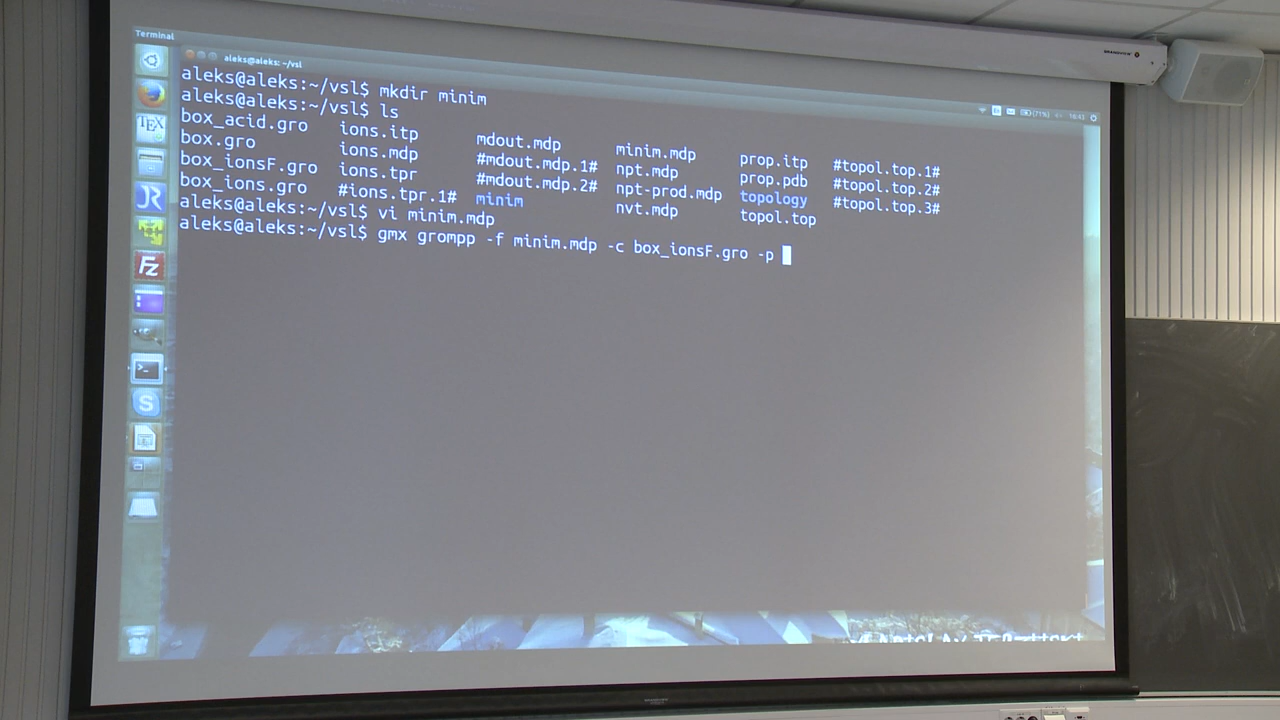 Terminal
aleks@aleks: ~/vsl
(71%) 16:43
aleks@aleks:~/vsl$ mkdir minim
aleks@aleks:~/vsl$ ls
box_acid.gro ions.itp mdout.mdp minim.mdp prop.itp #topol.top.1#
box.gro ions.mdp #mdout.mdp.1# npt.mdp prop.pdb #topol.top.2#
box_ionsF.gro ions.tpr #mdout.mdp.2# npt-prod.mdp topology #topol.top.3#
box_ions.gro #ions.tpr.1# minim nvt.mdp topol.top
aleks@aleks:~/vsl$ vi minim.mdp
aleks@aleks:~/vsl$ gmx grompp -f minim.mdp -c box_ionsF.gro -p